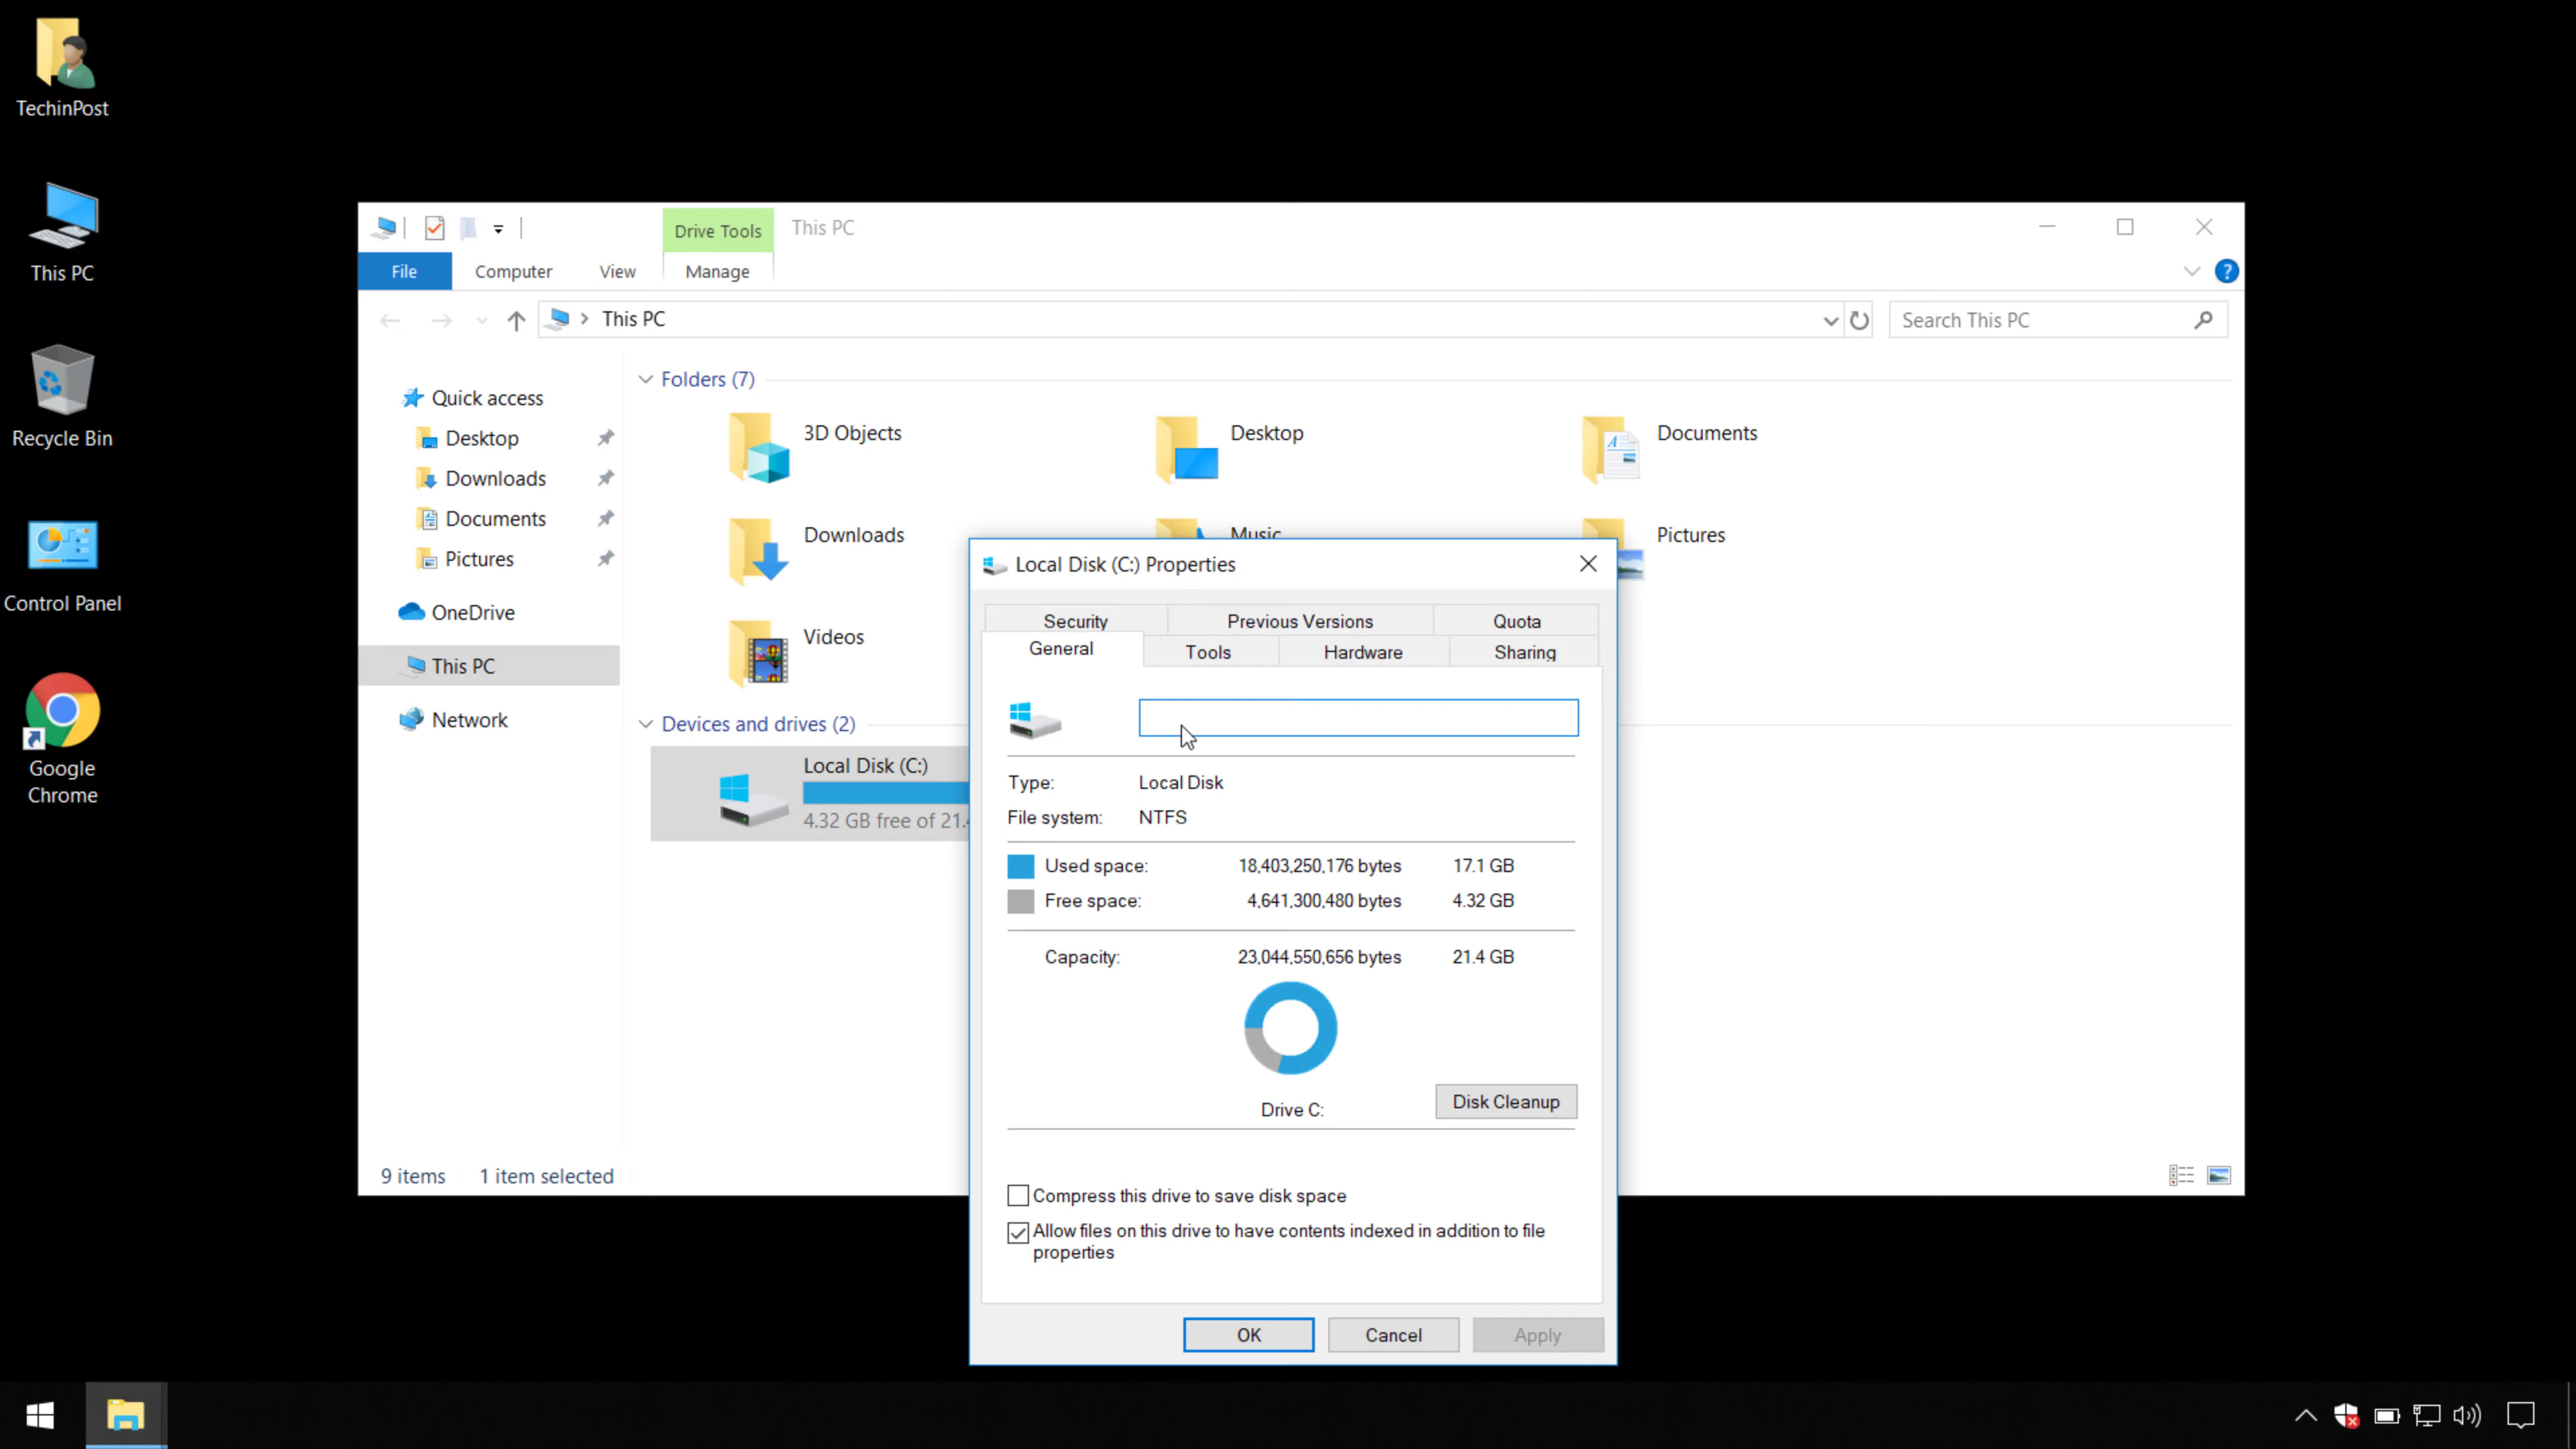 TechinPost
This PC
Recycle Bin
Control Panel
Google
Chrome
Drive Tools
This PC
File
Computer
View
Manage
This PC
Search This PC
Quick access
Desktop
Downloads
Documents
Pictures
OneDrive
This PC
Network
Folders (7)
3D Objects
Desktop
Documents
Downloads
Music
Pictures
Videos
Devices and drives (2)
Local Disk (C:)
4.32 GB free of 21.4
9 items
1 item selected
Local Disk (C:) Properties
Security
Previous Versions
Quota
General
Tools
Hardware
Sharing
Type: Local Disk
File system: NTFS
Used space: 18,403,250,176 bytes 17.1 GB
Free space: 4,641,300,480 bytes 4.32 GB
Capacity: 23,044,550,656 bytes 21.4 GB
Drive C:
Disk Cleanup
Compress this drive to save disk space
Allow files on this drive to have contents indexed in addition to file
properties
OK
Cancel
Apply